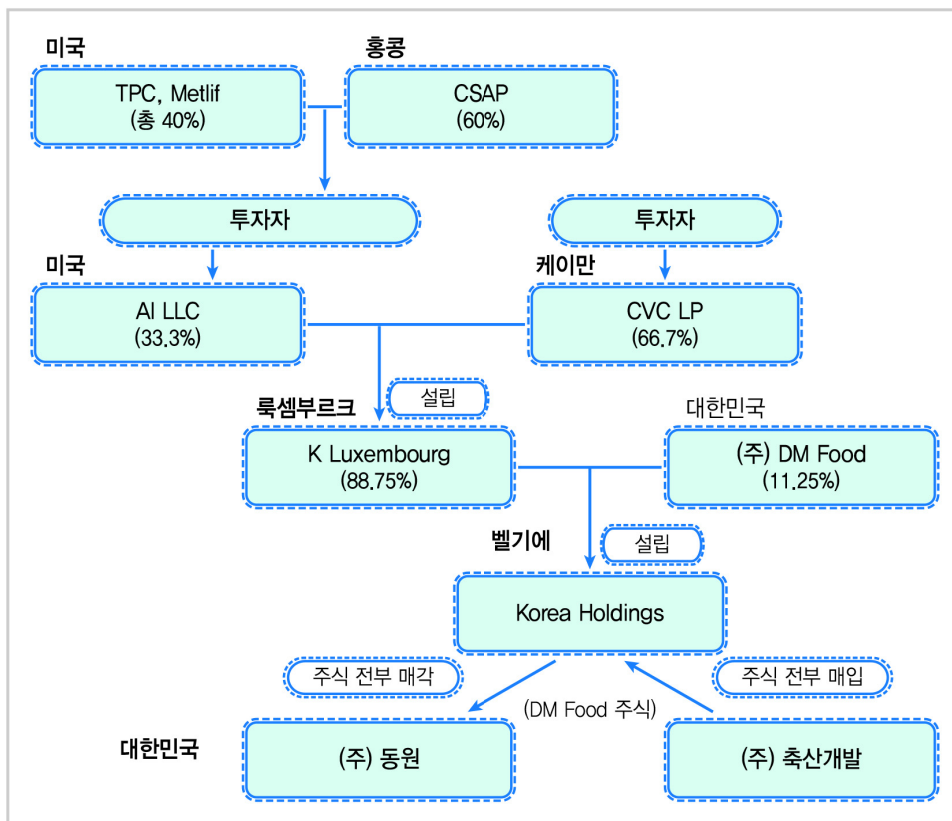 미국
홍콩
TPC, Metlif
(총 40%)
CSAP
(60%)
투자자
투자자
미국
케이만
AI LLC
(33.3%)
CVC LP
(66.7%)
설립
룩셈부르크
대한민국
K Luxembourg
(88.75%)
(주) DM Food
(11.25%)
벨기에
설립
Korea Holdings
주식 전부 매각
주식 전부 매입
(DM Food 주식)
대한민국
(주) 동원
(주) 축산개발